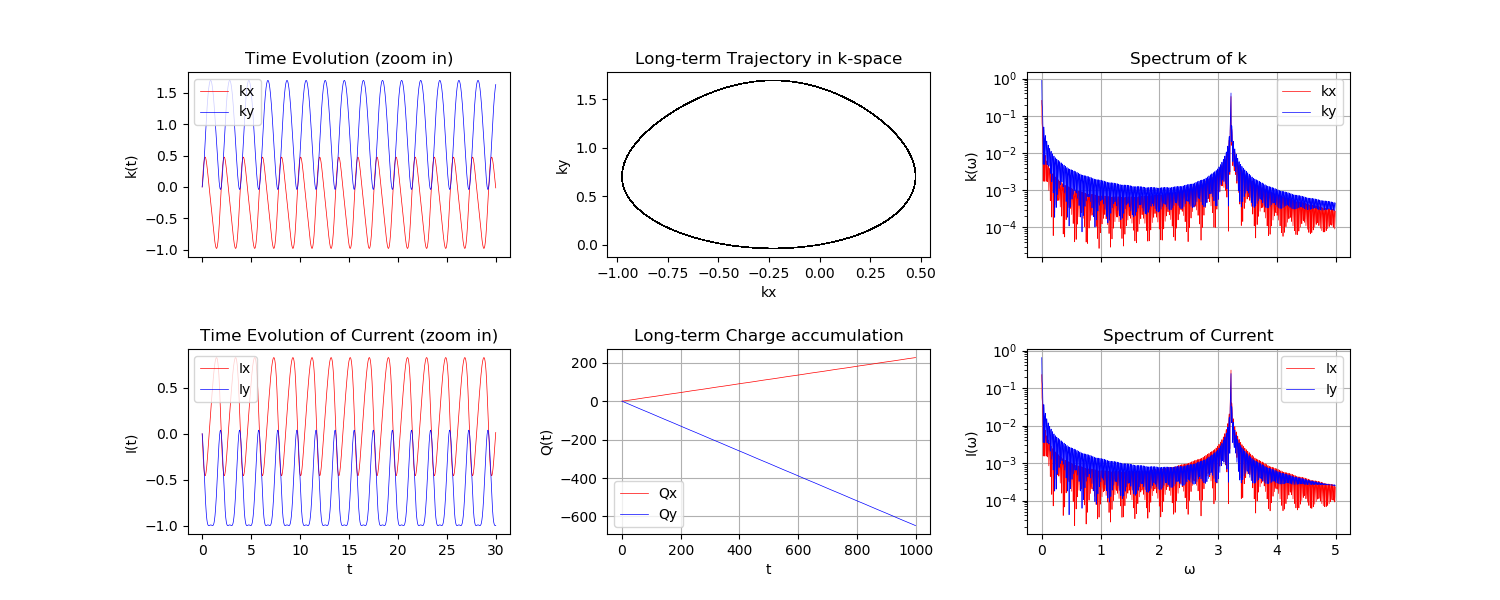 Time Evolution (zoom in)
kx
ky
k(t)
1.5
1.0
0.5
0.0
−0.5
−1.0
Long-term Trajectory in k-space
ky
1.5
1.0
0.5
0.0
−1.00 −0.75 −0.50 −0.25 0.00 0.25 0.50
kx
Spectrum of k
kx
ky
k(ω)
10⁰
10⁻¹
10⁻²
10⁻³
10⁻⁴
Time Evolution of Current (zoom in)
Ix
Iy
I(t)
0.5
0.0
−0.5
−1.0
0 5 10 15 20 25 30
t
Long-term Charge accumulation
Q(t)
200
0
−200
−400
−600
Qx
Qy
0 200 400 600 800 1000
t
Spectrum of Current
Ix
Iy
I(ω)
10⁰
10⁻¹
10⁻²
10⁻³
10⁻⁴
0 1 2 3 4 5
ω